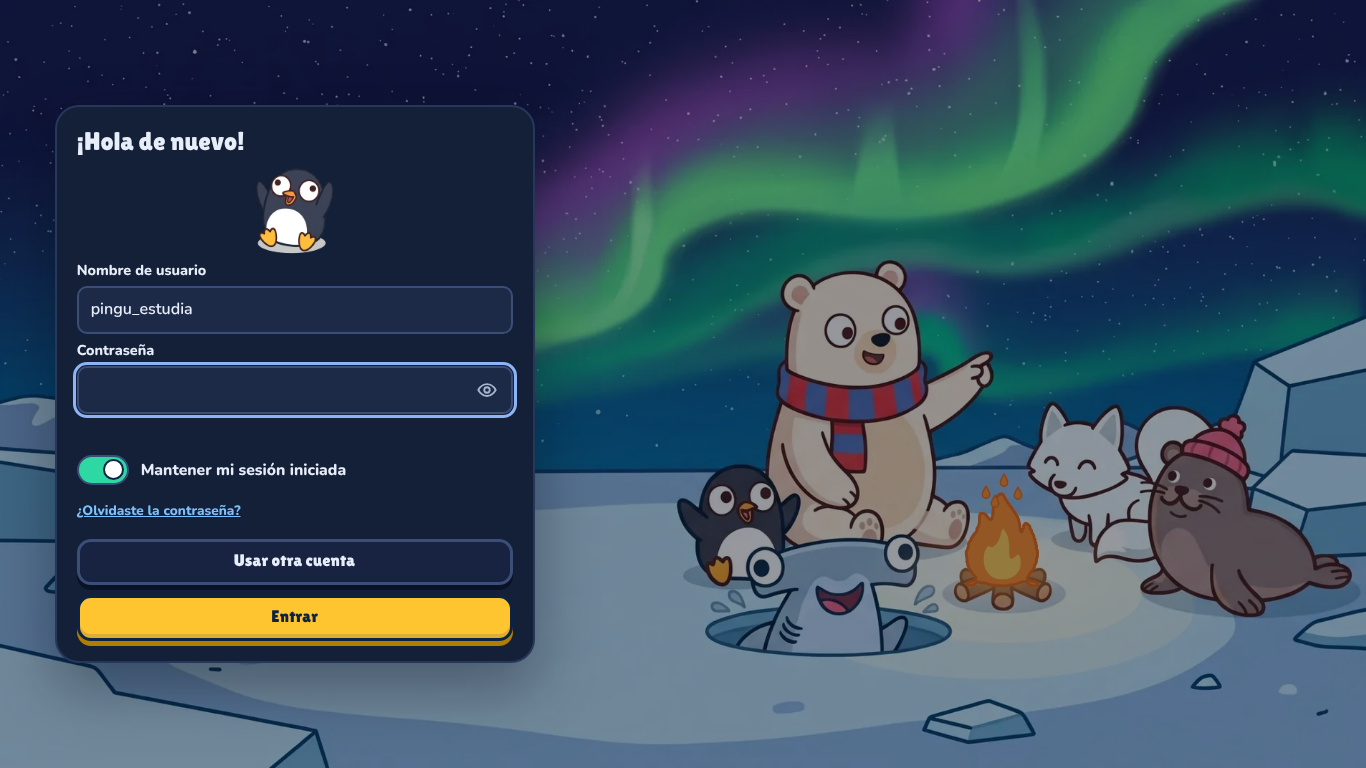 ¡Hola de nuevo!
Nombre de usuario
pingu_estudia
Contraseña
Mantener mi sesión iniciada
¿Olvidaste la contraseña?
Usar otra cuenta
Entrar